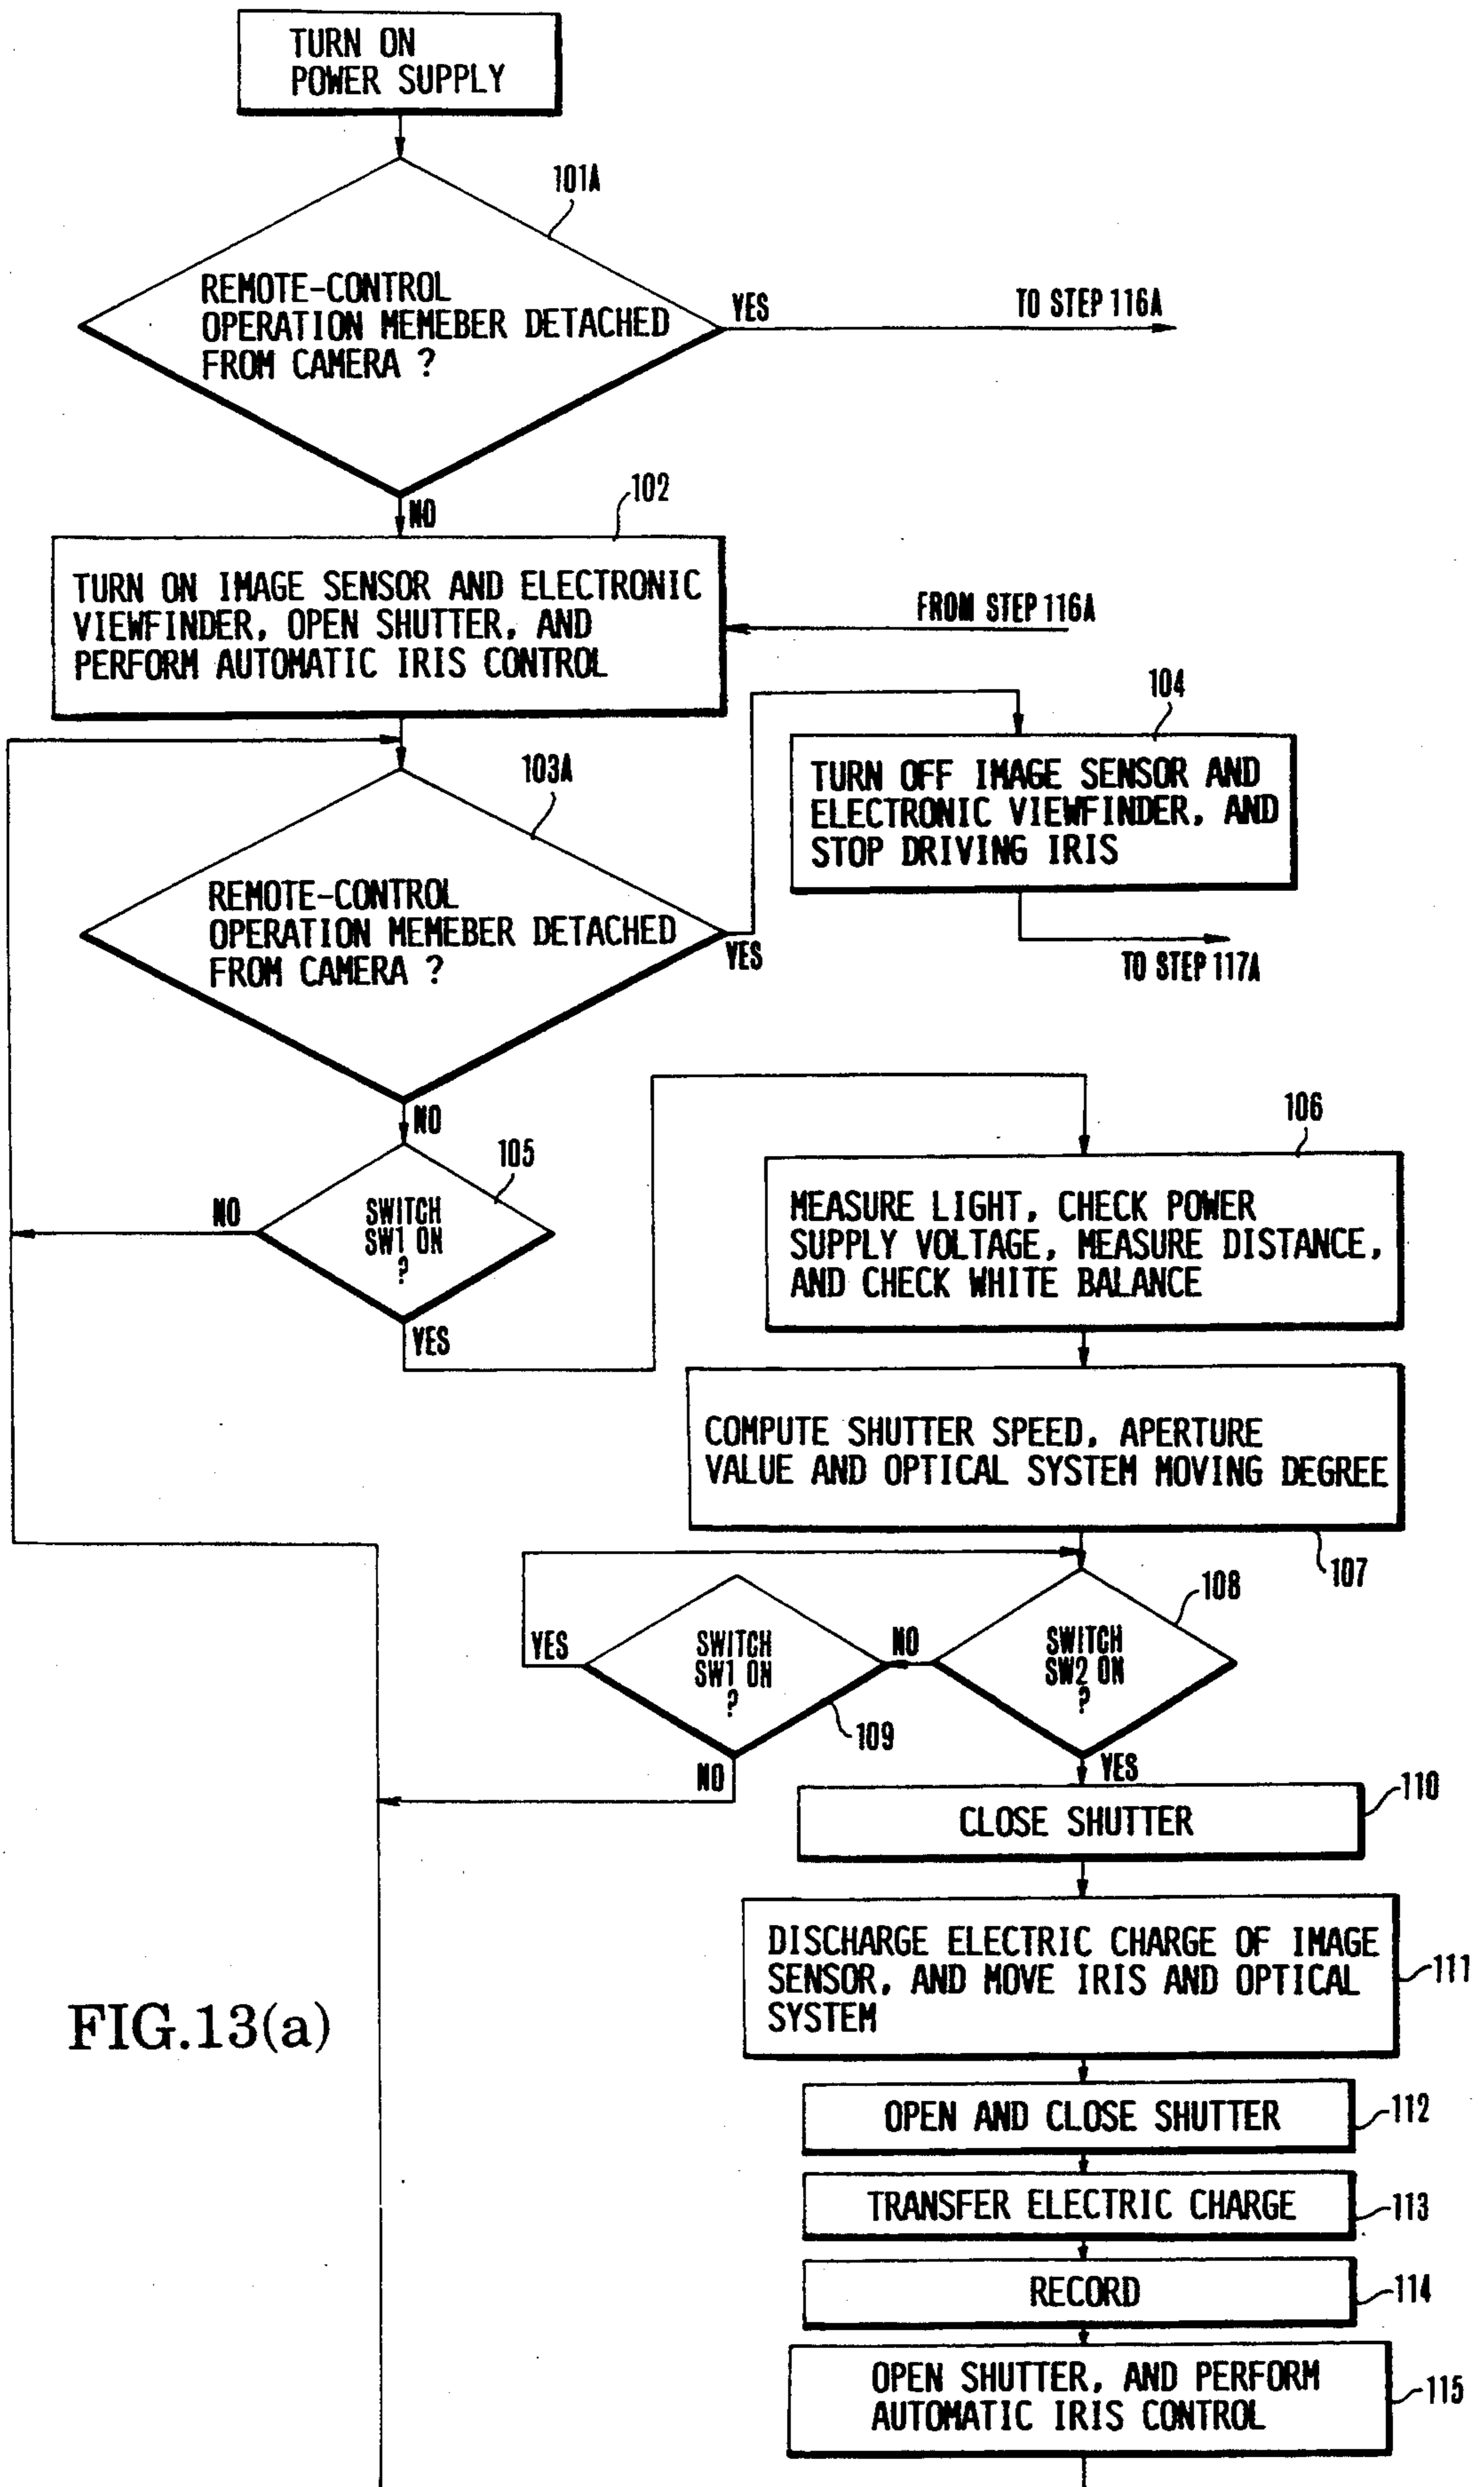 TURN ON
POWER SUPPLY
101A
REMOTE-CONTROL
OPERATION MEMEBER DETACHED
FROM CAMERA ?
YES
TO STEP 116A
NO
102
TURN ON IMAGE SENSOR AND ELECTRONIC
VIEWFINDER, OPEN SHUTTER, AND
PERFORM AUTOMATIC IRIS CONTROL
FROM STEP 116A
103A
REMOTE-CONTROL
OPERATION MEMEBER DETACHED
FROM CAMERA ?
YES
104
TURN OFF IMAGE SENSOR AND
ELECTRONIC VIEWFINDER, AND
STOP DRIVING IRIS
TO STEP 117A
NO
105
SWITCH
SW1 ON
?
NO
YES
106
MEASURE LIGHT, CHECK POWER
SUPPLY VOLTAGE, MEASURE DISTANCE,
AND CHECK WHITE BALANCE
COMPUTE SHUTTER SPEED, APERTURE
VALUE AND OPTICAL SYSTEM MOVING DEGREE
107
108
SWITCH
SW2 ON
?
NO
YES
SWITCH
SW1 ON
?
109
YES
NO
110
CLOSE SHUTTER
DISCHARGE ELECTRIC CHARGE OF IMAGE
SENSOR, AND MOVE IRIS AND OPTICAL
SYSTEM
111
OPEN AND CLOSE SHUTTER
112
TRANSFER ELECTRIC CHARGE
113
RECORD
114
OPEN SHUTTER, AND PERFORM
AUTOMATIC IRIS CONTROL
115
FIG.13(a)